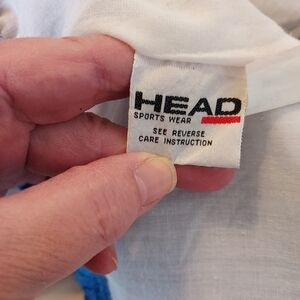 HEAD
SPORTS WEAR
SEE REVERSE
CARE INSTRUCTION